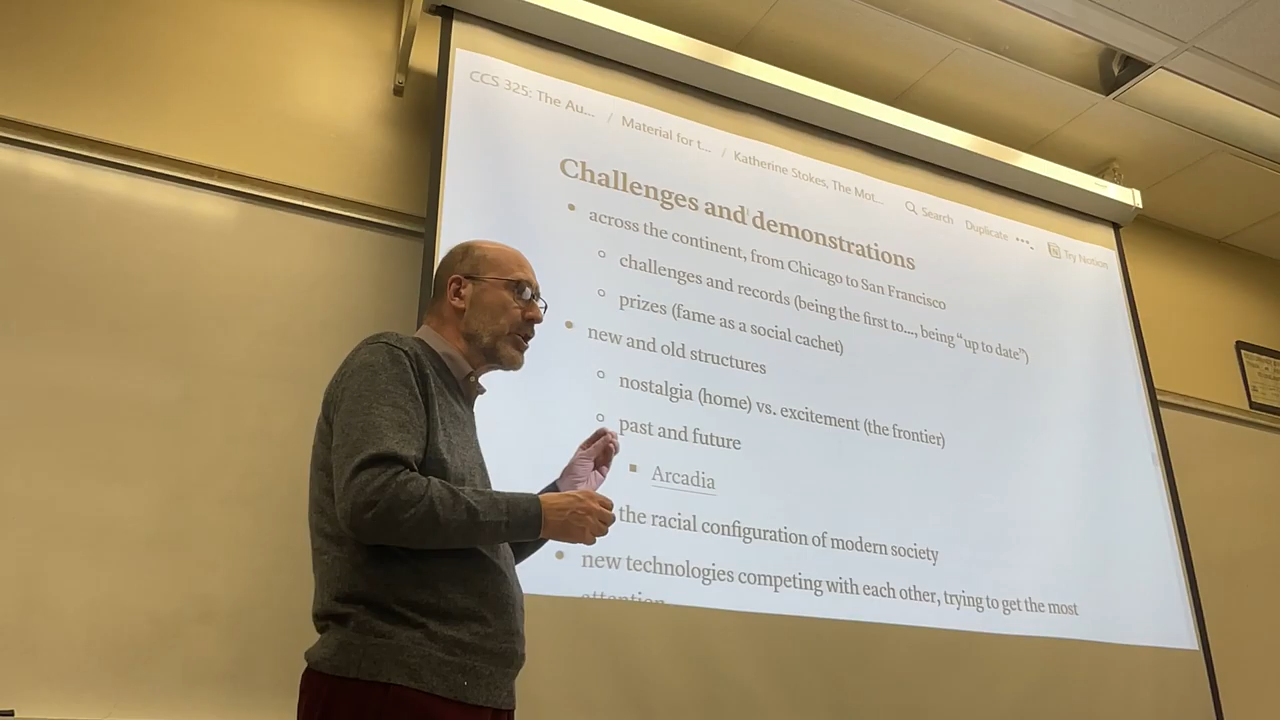 CCS 325: The Au... / Material for t... / Katherine Stokes, The Mot... Search Duplicate ... Try Notion
Challenges and demonstrations
across the continent, from Chicago to San Francisco
challenges and records (being the first to..., being “up to date”)
prizes (fame as a social cachet)
new and old structures
nostalgia (home) vs. excitement (the frontier)
past and future
Arcadia
the racial configuration of modern society
new technologies competing with each other, trying to get the most
attention